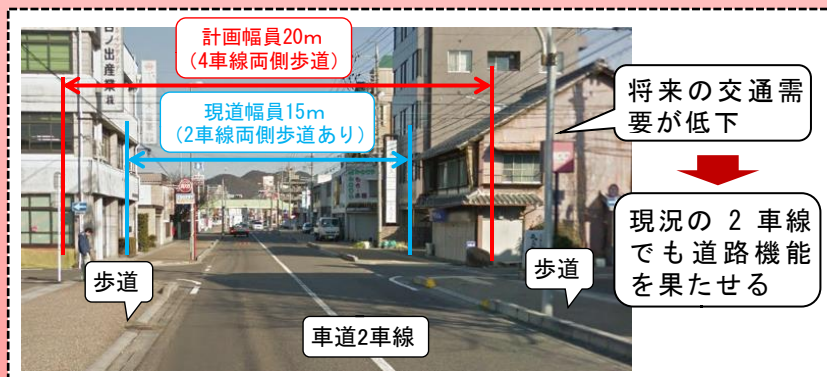 計画幅員20m
（4車線両側歩道）
現道幅員15m
（2車線両側歩道あり）
将来の交通需
要が低下
現況の 2 車線
でも道路機能
を果たせる
歩道
歩道
車道2車線